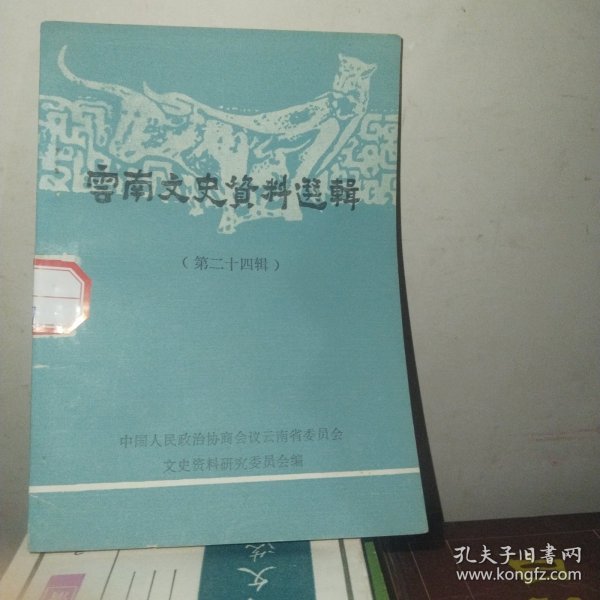 雲南文史資料選輯
（第二十四辑）
中国人民政治协商会议云南省委员会
文史资料研究委员会编
孔夫子旧书网
www.kongfz.com